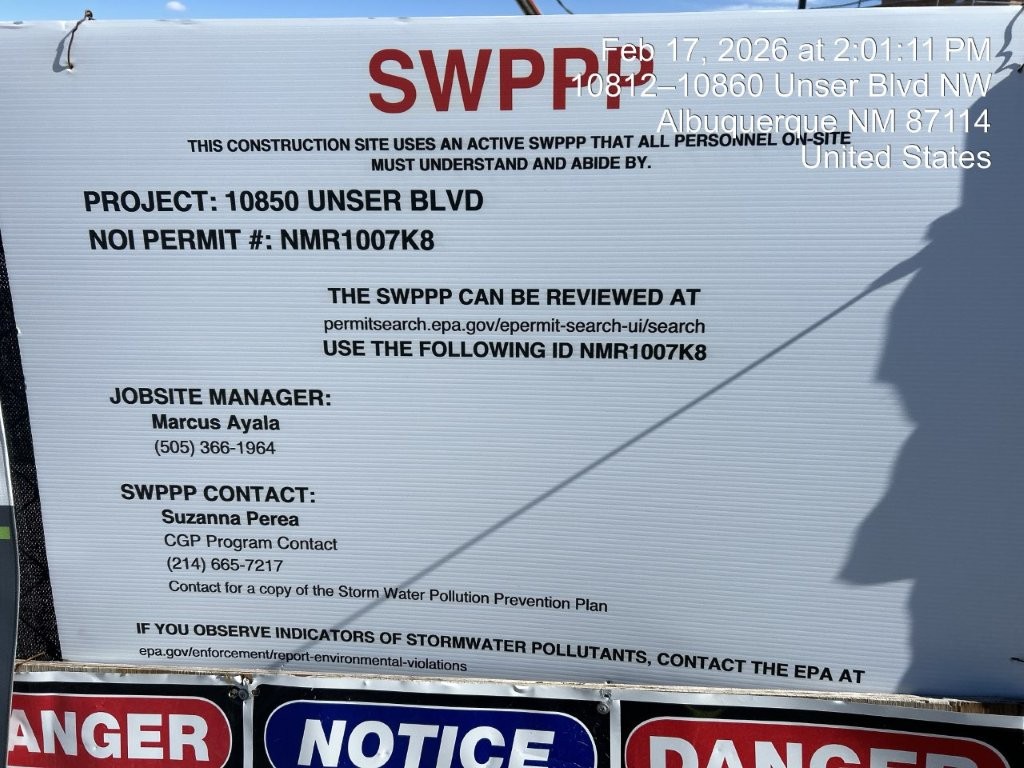 SWPPP
Feb 17, 2026 at 2:01:11 PM
10812–10860 Unser Blvd NW
Albuquerque NM 87114
United States
THIS CONSTRUCTION SITE USES AN ACTIVE SWPPP THAT ALL PERSONNEL ON-SITE
MUST UNDERSTAND AND ABIDE BY.
PROJECT: 10850 UNSER BLVD
NOI PERMIT #: NMR1007K8
THE SWPPP CAN BE REVIEWED AT
permitsearch.epa.gov/epermit-search-ui/search
USE THE FOLLOWING ID NMR1007K8
JOBSITE MANAGER:
Marcus Ayala
(505) 366-1964
SWPPP CONTACT:
Suzanna Perea
CGP Program Contact
(214) 665-7217
Contact for a copy of the Storm Water Pollution Prevention Plan
IF YOU OBSERVE INDICATORS OF STORMWATER POLLUTANTS, CONTACT THE EPA AT
epa.gov/enforcement/report-environmental-violations
ANGER
NOTICE
DANGER